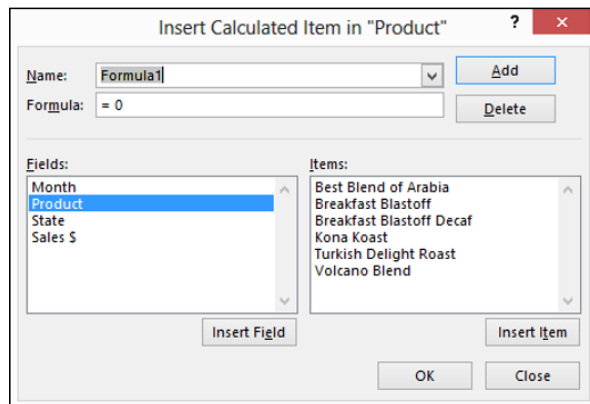 Insert Calculated Item in "Product"
?
×
Name: Formula1 Add
Formula: = 0 Delete
Fields: Items:
Month Best Blend of Arabia
Product Breakfast Blastoff
State Breakfast Blastoff Decaf
Sales $ Kona Koast
Turkish Delight Roast
Volcano Blend
Insert Field Insert Item
OK Close